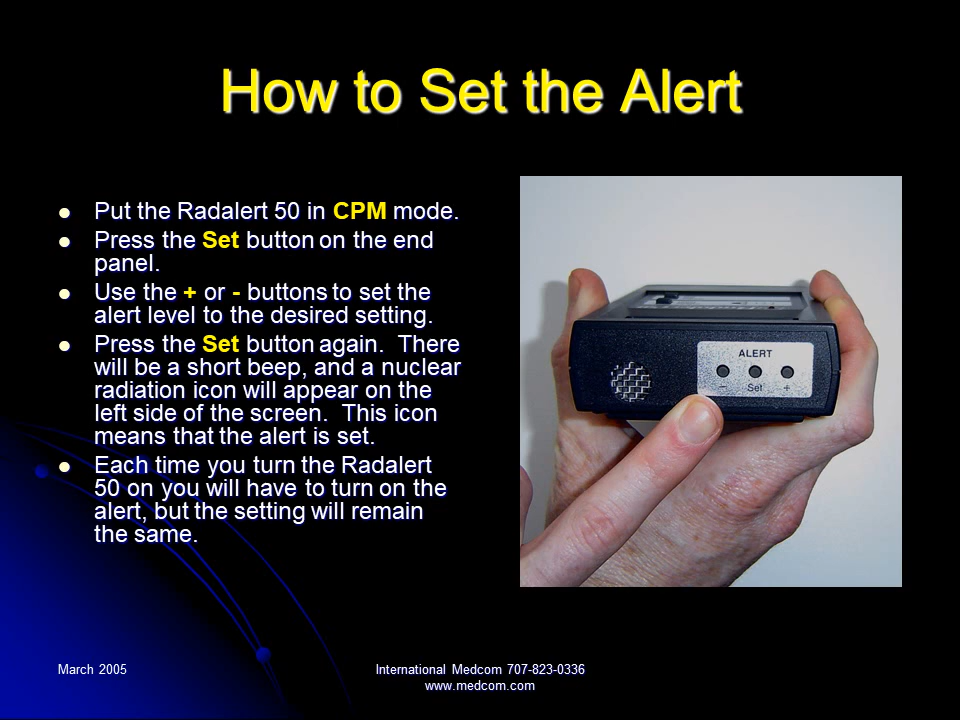 How to Set the Alert
Put the Radalert 50 in CPM mode.
Press the Set button on the end
panel.
Use the + or - buttons to set the
alert level to the desired setting.
Press the Set button again.  There
will be a short beep, and a nuclear
radiation icon will appear on the
left side of the screen.  This icon
means that the alert is set.
Each time you turn the Radalert
50 on you will have to turn on the
alert, but the setting will remain
the same.
ALERT
- Set +
March 2005
International Medcom 707-823-0336
www.medcom.com